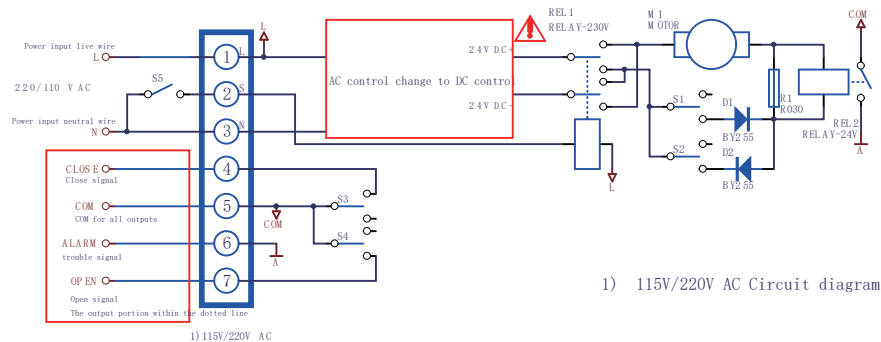 Power input live wire
L
220/110 V AC
S5
Power input neutral wire
N
CLOSE
Close signal
COM
COM for all outputs
ALARM
trouble signal
OPEN
Open signal
The output portion within the dotted line
1 L
2 S
3 N
4
5
6
7
1)115V/220V AC
L
COM
A
S3
S4
AC control change to DC control
24V DC+
24V DC-
REL1
RELAY-230V
L
M1
MOTOR
S1
S2
D1
BY255
D2
BY255
R1
R030
REL2
RELAY-24V
COM
A
1) 115V/220V AC Circuit diagram